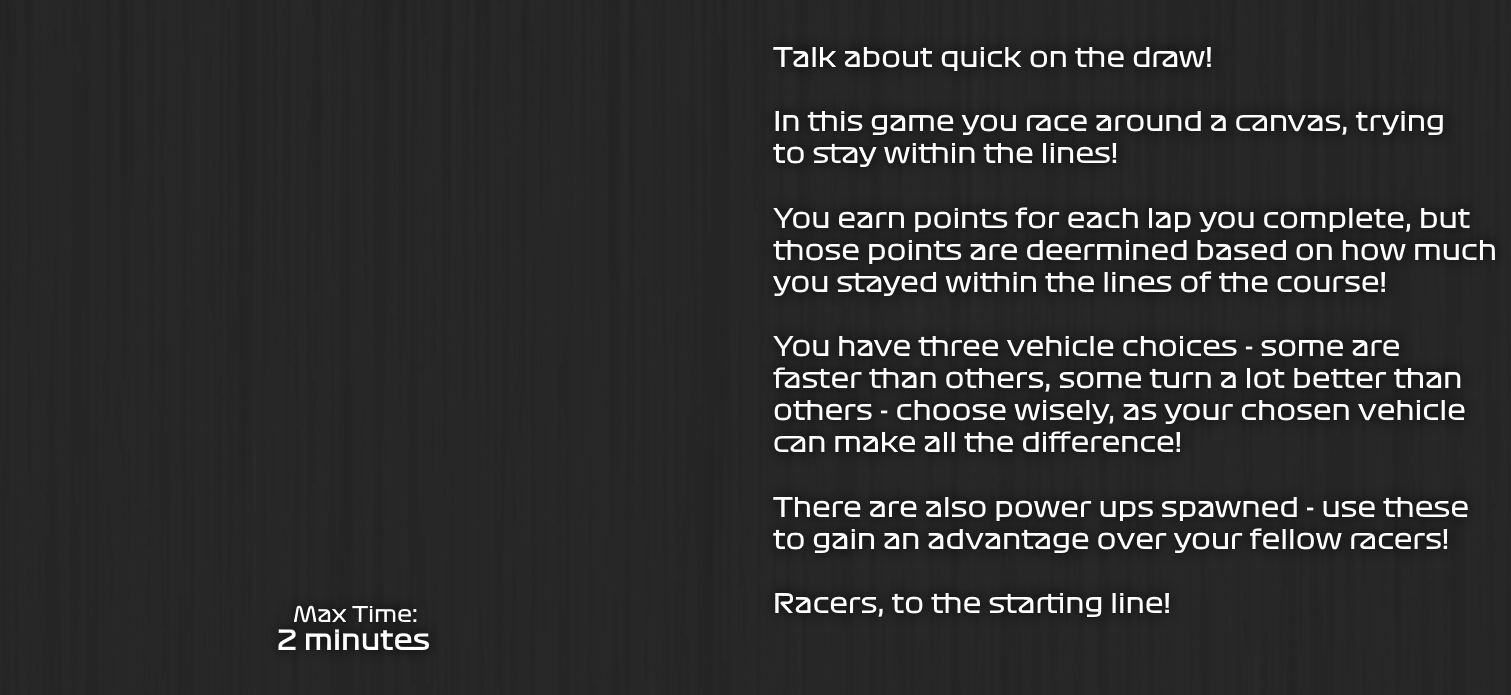 Talk about quick on the draw!
In this game you race around a canvas, trying
to stay within the lines!
You earn points for each lap you complete, but
those points are deermined based on how much
you stayed within the lines of the course!
You have three vehicle choices - some are
faster than others, some turn a lot better than
others - choose wisely, as your chosen vehicle
can make all the difference!
There are also power ups spawned - use these
to gain an advantage over your fellow racers!
Racers, to the starting line!
Max Time:
2 minutes